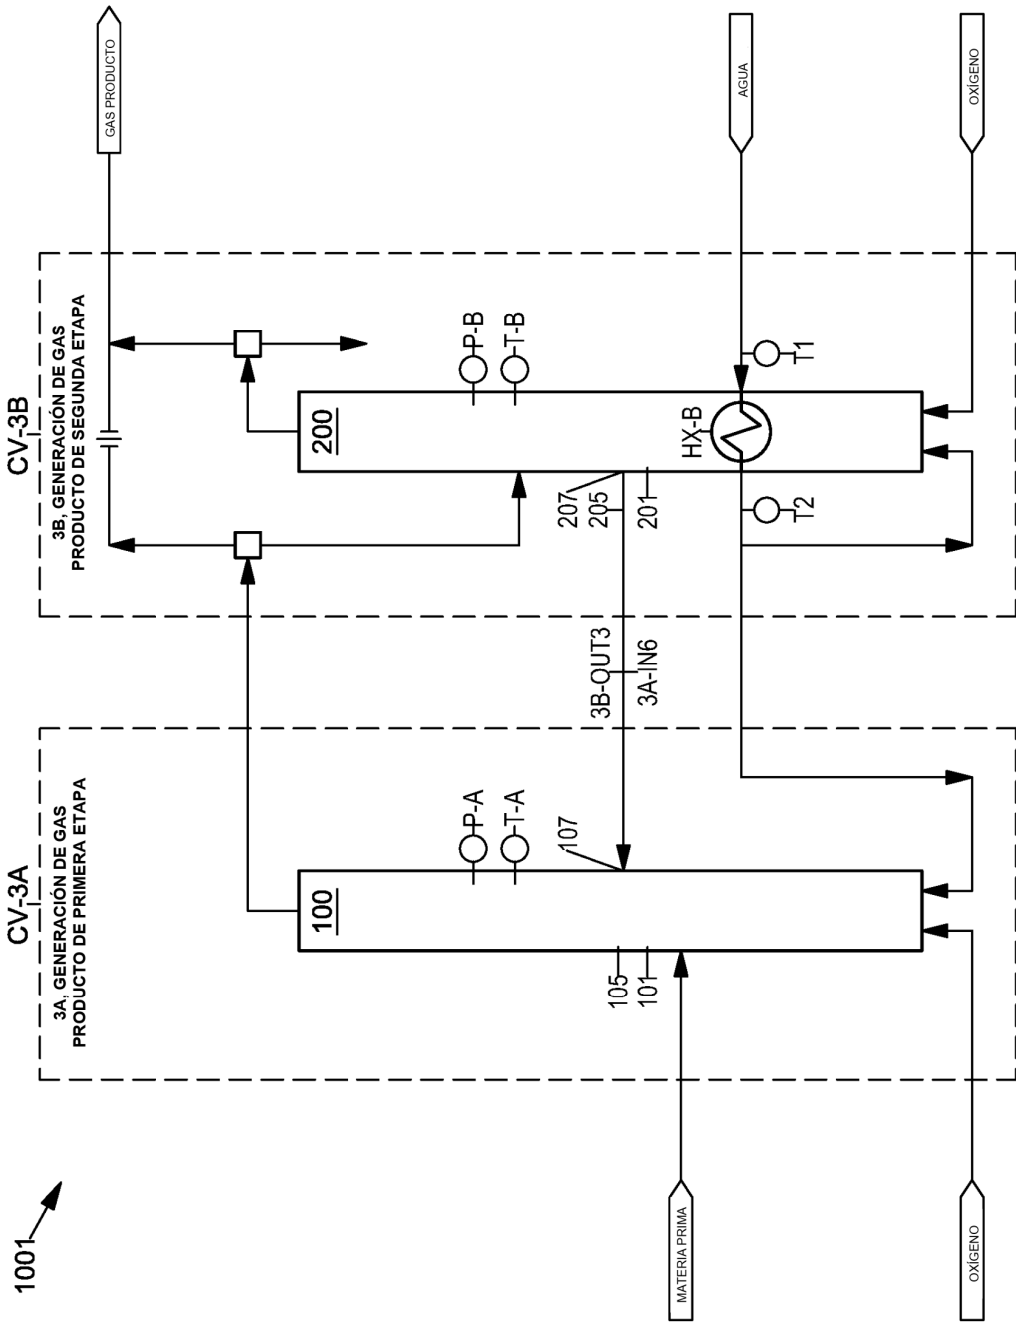 1001
CV-3A
3A, GENERACIÓN DE GAS
PRODUCTO DE PRIMERA ETAPA
CV-3B
3B, GENERACIÓN DE GAS
PRODUCTO DE SEGUNDA ETAPA
GAS PRODUCTO
100
P-A
T-A
107
105
101
200
P-B
T-B
207
205
201
3B-OUT3
3A-IN6
HX-B
T1
T2
AGUA
OXÍGENO
MATERIA PRIMA
OXÍGENO